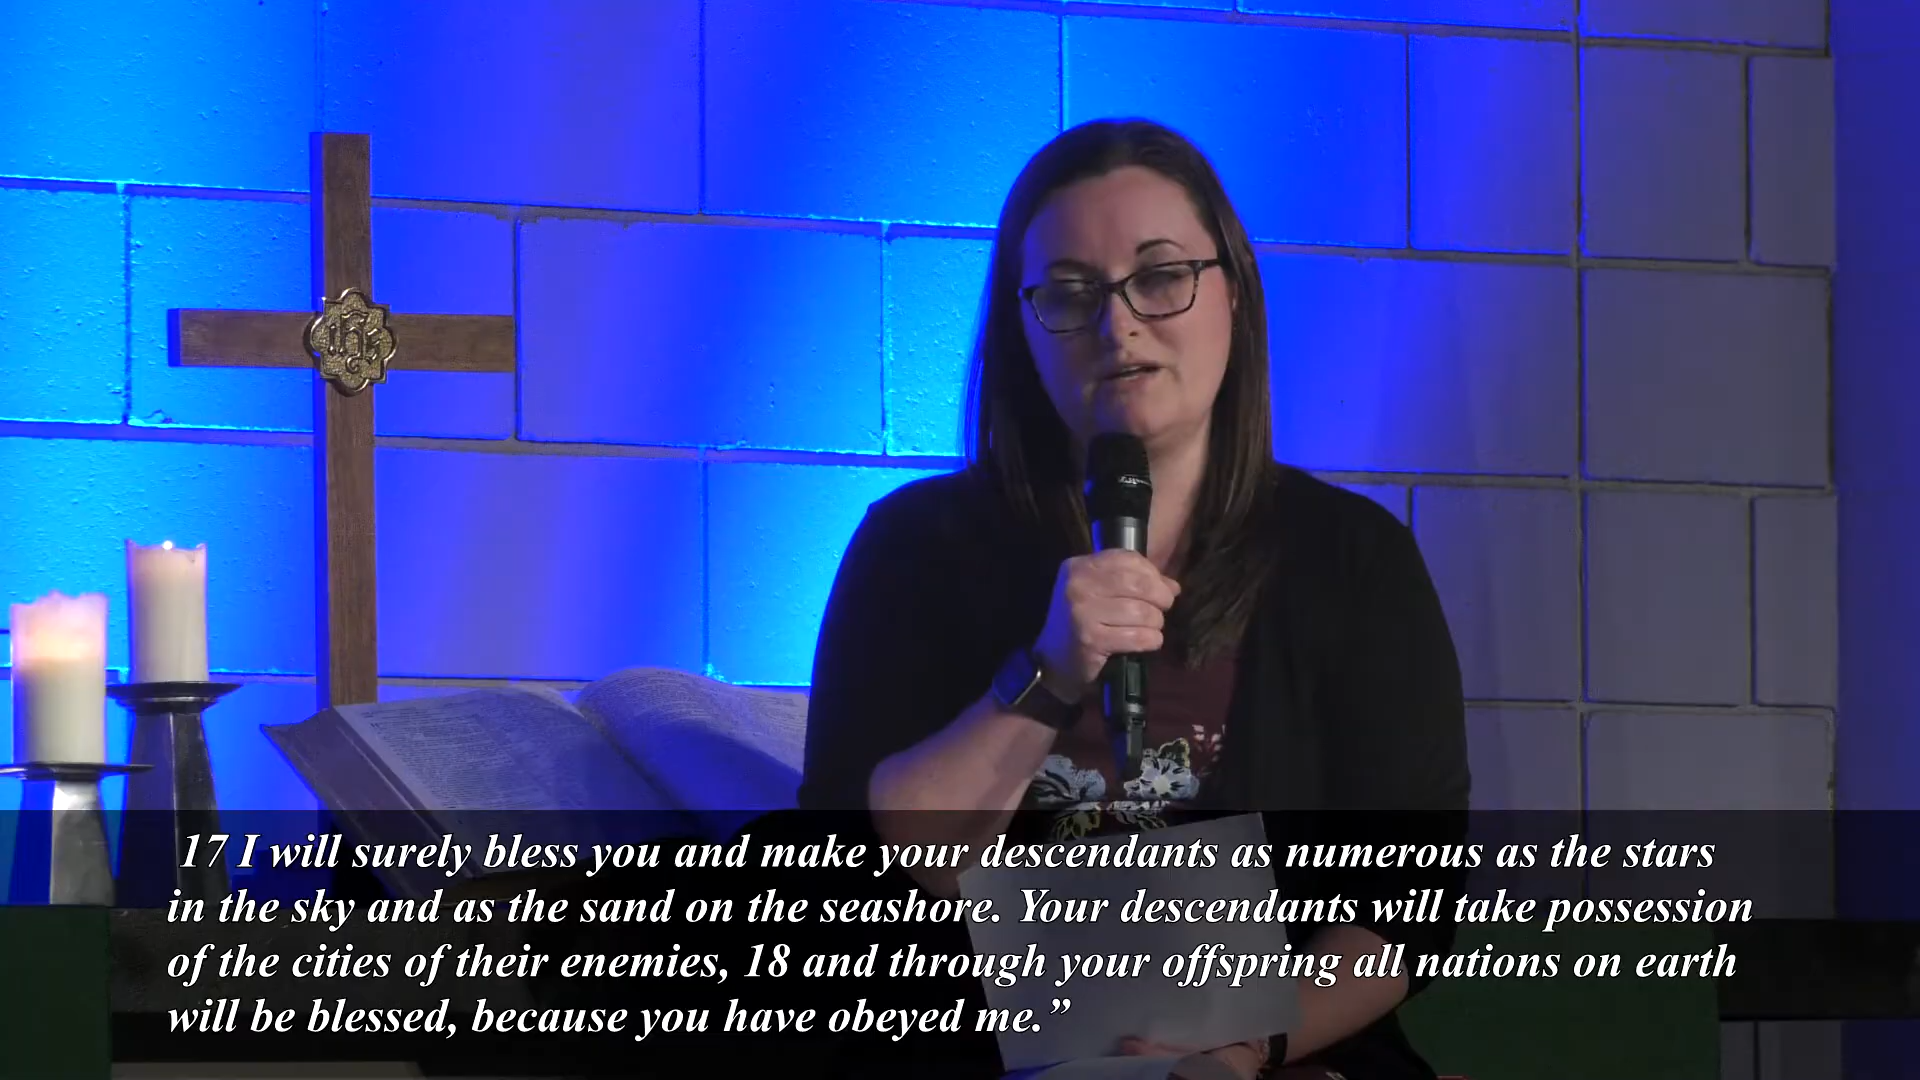 ihs
17 I will surely bless you and make your descendants as numerous as the stars
in the sky and as the sand on the seashore. Your descendants will take possession
of the cities of their enemies, 18 and through your offspring all nations on earth
will be blessed, because you have obeyed me.”